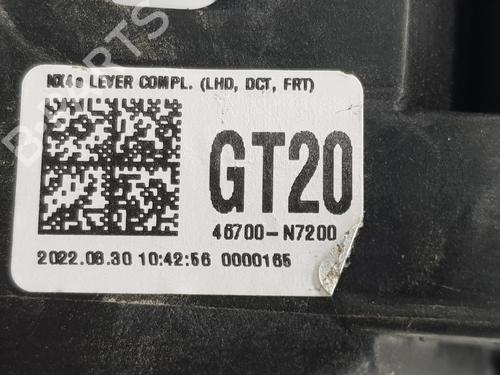 NX4e LEVER COMPL. (LHD, DCT, FRT)
GT20
46700-N7200
2022.08.30 10:42:56 0000165